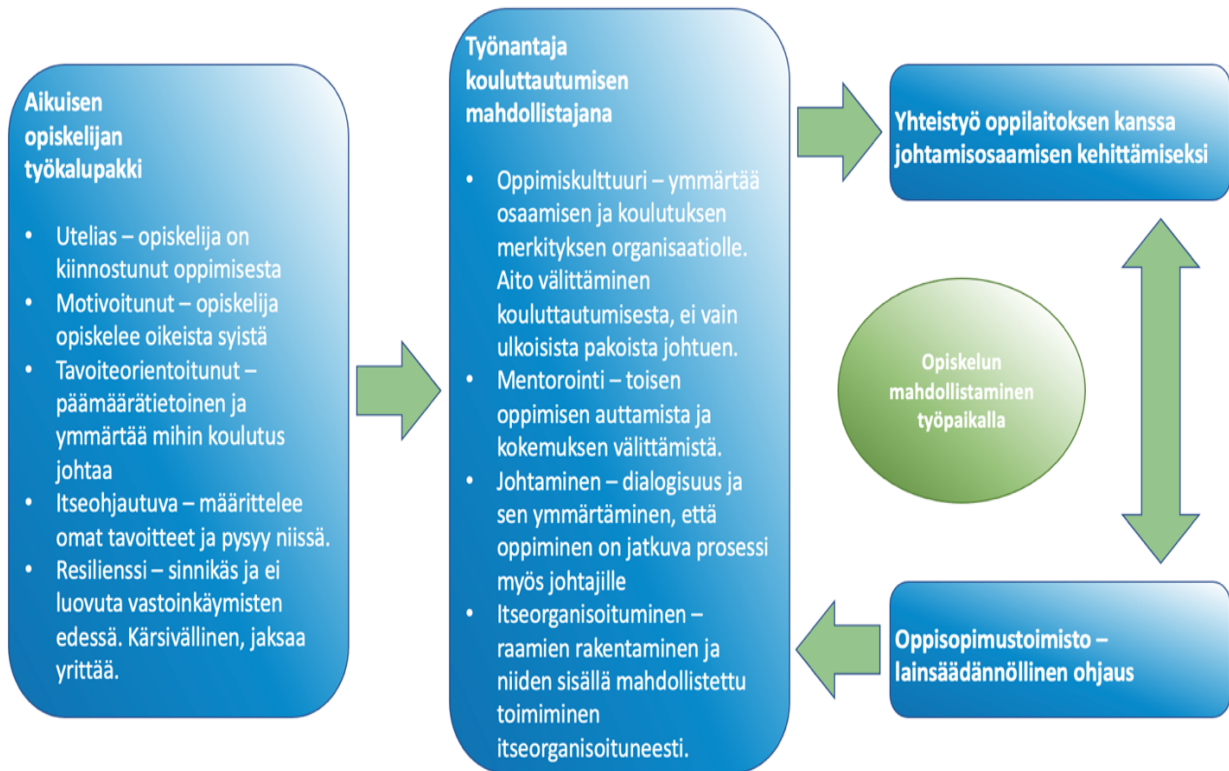 Aikuisen
opiskelijan
työkalupakki
• Utelias – opiskelija on
kiinnostunut oppimisesta
• Motivoitunut – opiskelija
opiskelee oikeista syistä
• Tavoiteorientoitunut –
päämäärätietoinen ja
ymmärtää mihin koulutus
johtaa
• Itseohjautuva – määrittelee
omat tavoitteet ja pysyy niissä.
• Resilienssi – sinnikäs ja ei
luovuta vastoinkäymisten
edessä. Kärsivällinen, jaksaa
yrittää.
Työnantaja
kouluttautumisen
mahdollistajana
• Oppimiskulttuuri – ymmärtää
osaamisen ja koulutuksen
merkityksen organisaatiolle.
Aito välittäminen
kouluttautumisesta, ei vain
ulkoisista pakoista johtuen.
• Mentorointi – toisen
oppimisen auttamista ja
kokemuksen välittämistä.
• Johtaminen – dialogisuus ja
sen ymmärtäminen, että
oppiminen on jatkuva prosessi
myös johtajille
• Itseorganisoituminen –
raamien rakentaminen ja
niiden sisällä mahdollistettu
toimiminen
itseorganisoituneesti.
Yhteistyö oppilaitoksen kanssa
johtamisosaamisen kehittämiseksi
Opiskelun
mahdollistaminen
työpaikalla
Oppisopimustoimisto –
lainsäädännöllinen ohjaus